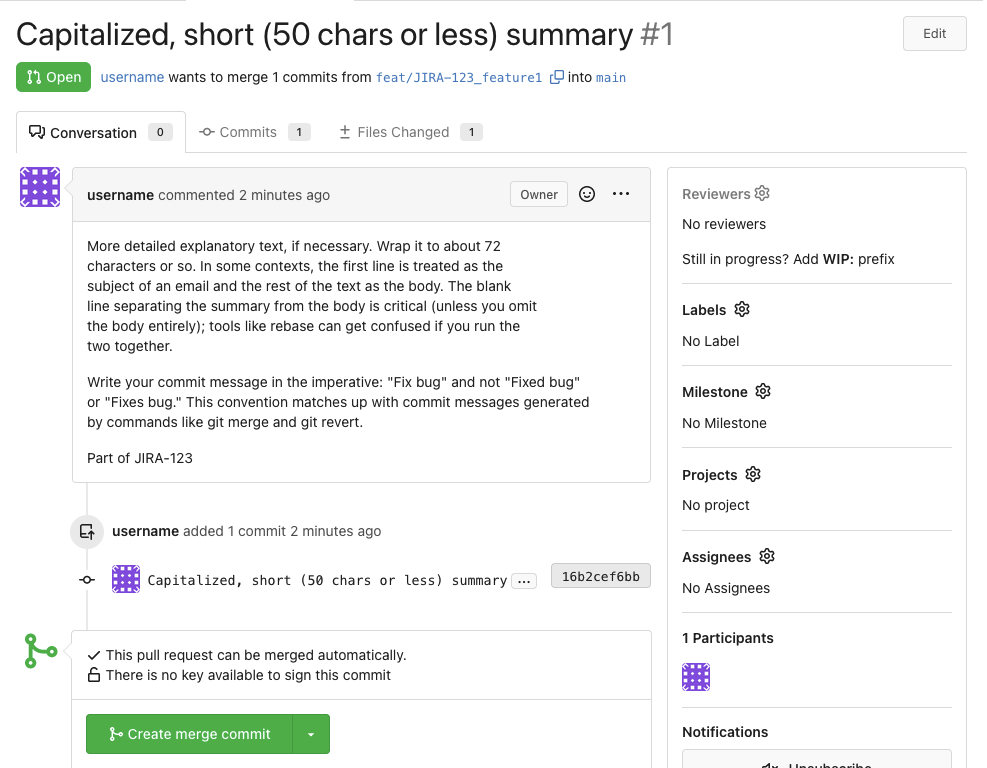 Capitalized, short (50 chars or less) summary #1
Edit
Open
username wants to merge 1 commits from feat/JIRA-123_feature1 into main
Conversation 0
Commits 1
Files Changed 1
username commented 2 minutes ago
Owner
More detailed explanatory text, if necessary. Wrap it to about 72
characters or so. In some contexts, the first line is treated as the
subject of an email and the rest of the text as the body. The blank
line separating the summary from the body is critical (unless you omit
the body entirely); tools like rebase can get confused if you run the
two together.
Write your commit message in the imperative: "Fix bug" and not "Fixed bug"
or "Fixes bug." This convention matches up with commit messages generated
by commands like git merge and git revert.
Part of JIRA-123
username added 1 commit 2 minutes ago
Capitalized, short (50 chars or less) summary ...
16b2cef6bb
This pull request can be merged automatically.
There is no key available to sign this commit
Create merge commit
Reviewers
No reviewers
Still in progress? Add WIP: prefix
Labels
No Label
Milestone
No Milestone
Projects
No project
Assignees
No Assignees
1 Participants
Notifications
Unsubscribe